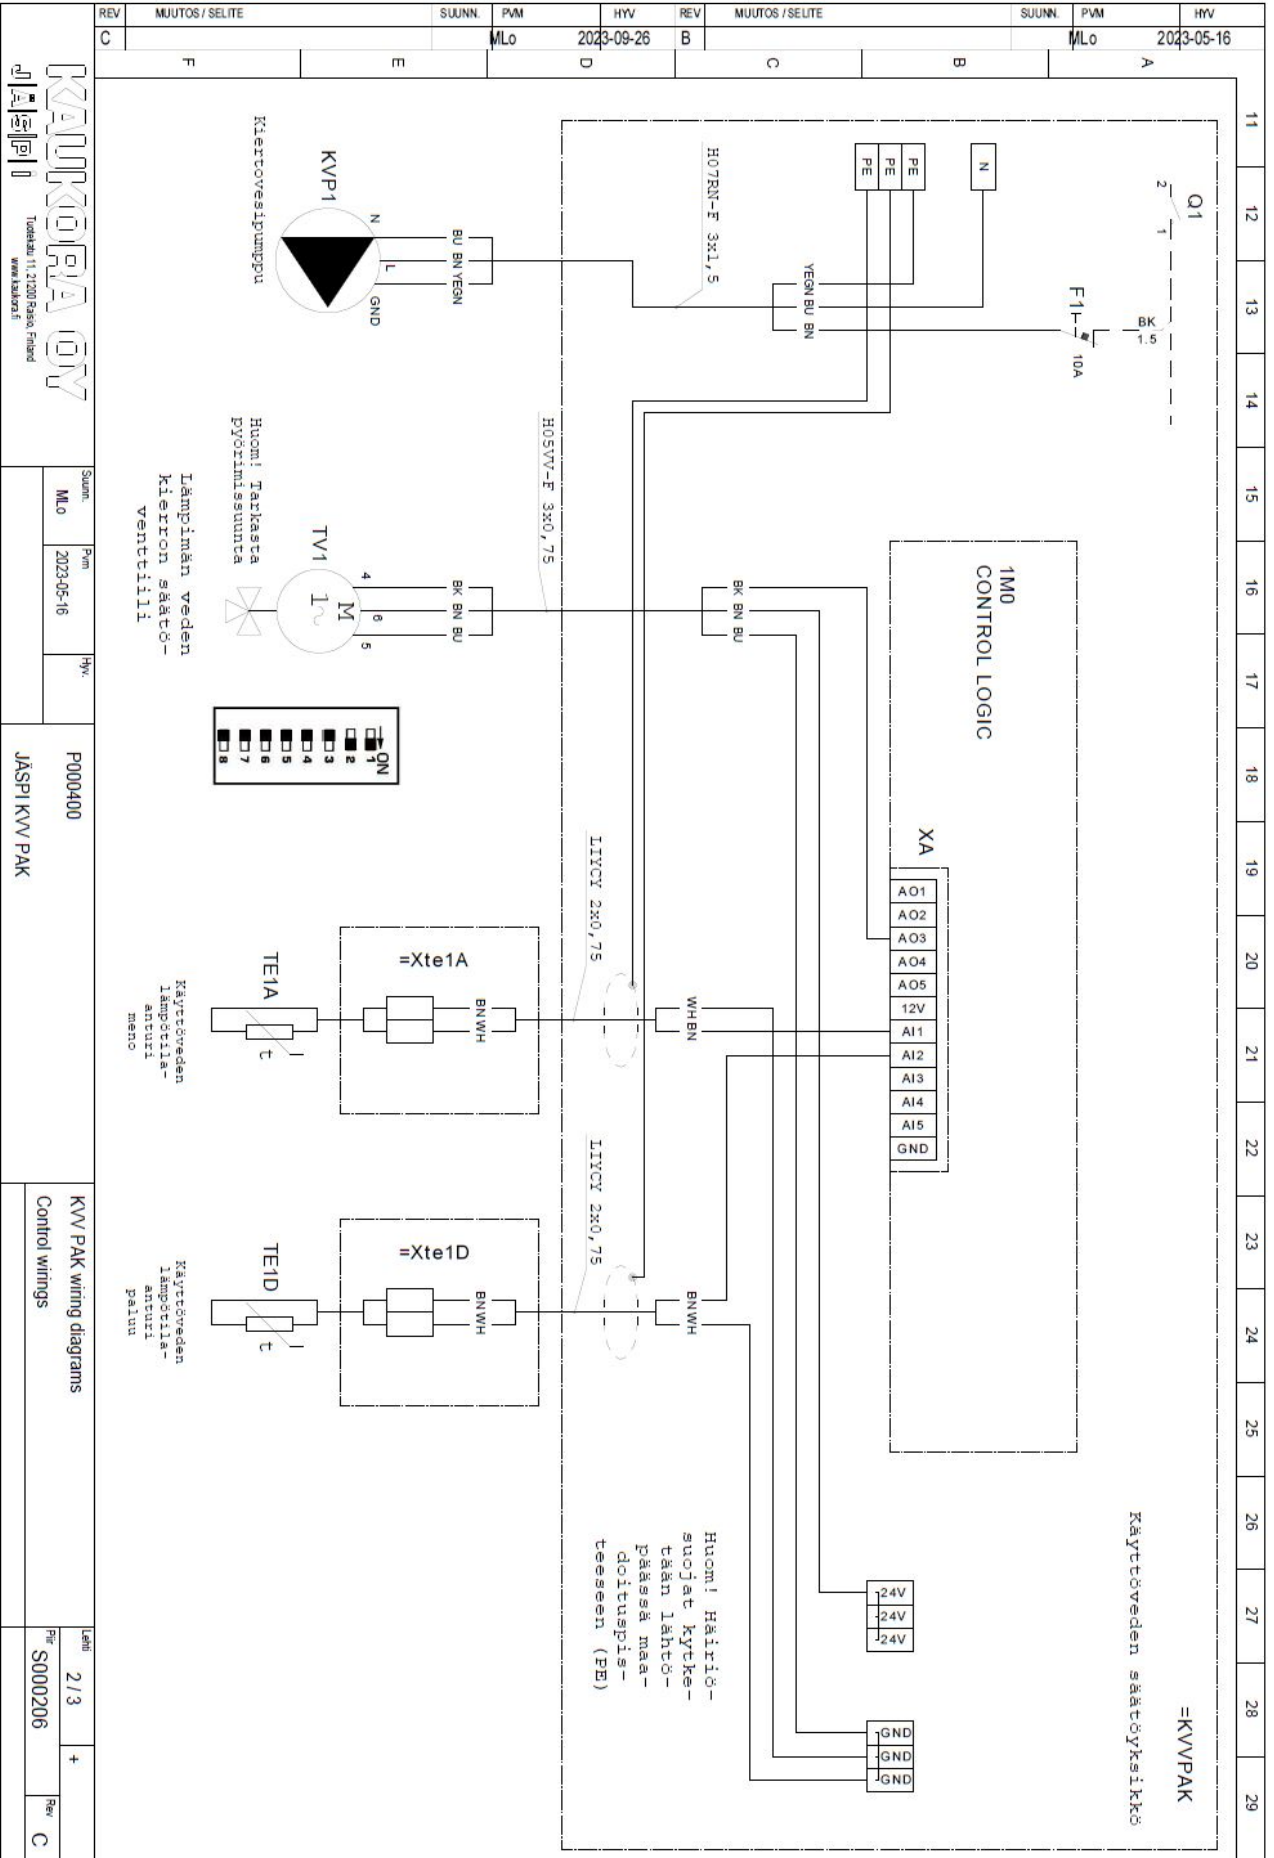 REV
MUUTOS / SELITE
SUUNN.
PVM
HYV
REV
MUUTOS / SELITE
SUUNN.
PVM
HYV
C
MLo
2023-09-26
B
MLo
2023-05-16
F
E
D
C
B
A
11
12
13
14
15
16
17
18
19
20
21
22
23
24
25
26
27
28
29
=KVVPAK
Käyttöveden säätöyksikkö
Q1
2
1
BK
1.5
F1
10A
N
PE
PE
PE
H07RN-F 3x1,5
YEGN
BU
BN
KVP1
N
L
GND
BU
BN
YEGN
Kiertovesipumppu
1M0
CONTROL LOGIC
XA
AO1
AO2
AO3
AO4
AO5
12V
AI1
AI2
AI3
AI4
AI5
GND
BK
BN
BU
H05VV-F 3x0,75
BK
BN
BU
TV1
4
6
5
M
1~
Huom! Tarkasta
pyörimissuunta
Lämpimän veden
kierron säätö-
venttiili
ON
1
2
3
4
5
6
7
8
WH
BN
LIYCY 2x0,75
=Xte1A
BN
WH
TE1A
t
Käyttöveden
lämpötila-
anturi
meno
BN
WH
LIYCY 2x0,75
=Xte1D
BN
WH
TE1D
t
Käyttöveden
lämpötila-
anturi
paluu
24V
24V
24V
GND
GND
GND
Huom! Häiriö-
suojat kytke-
tään lähtö-
päässä maa-
doituspis-
teeseen (PE)
KAUKORA OY
JÄSPI
Tuotekatu 11, 21200 Raisio, Finland
www.kaukora.fi
Suunn.
MLo
Pvm
2023-05-16
Hyv.
P000400
JÄSPI KVV PAK
KVV PAK wiring diagrams
Control wirings
Lehti
2 / 3
+
Piir
S000206
Rev
C